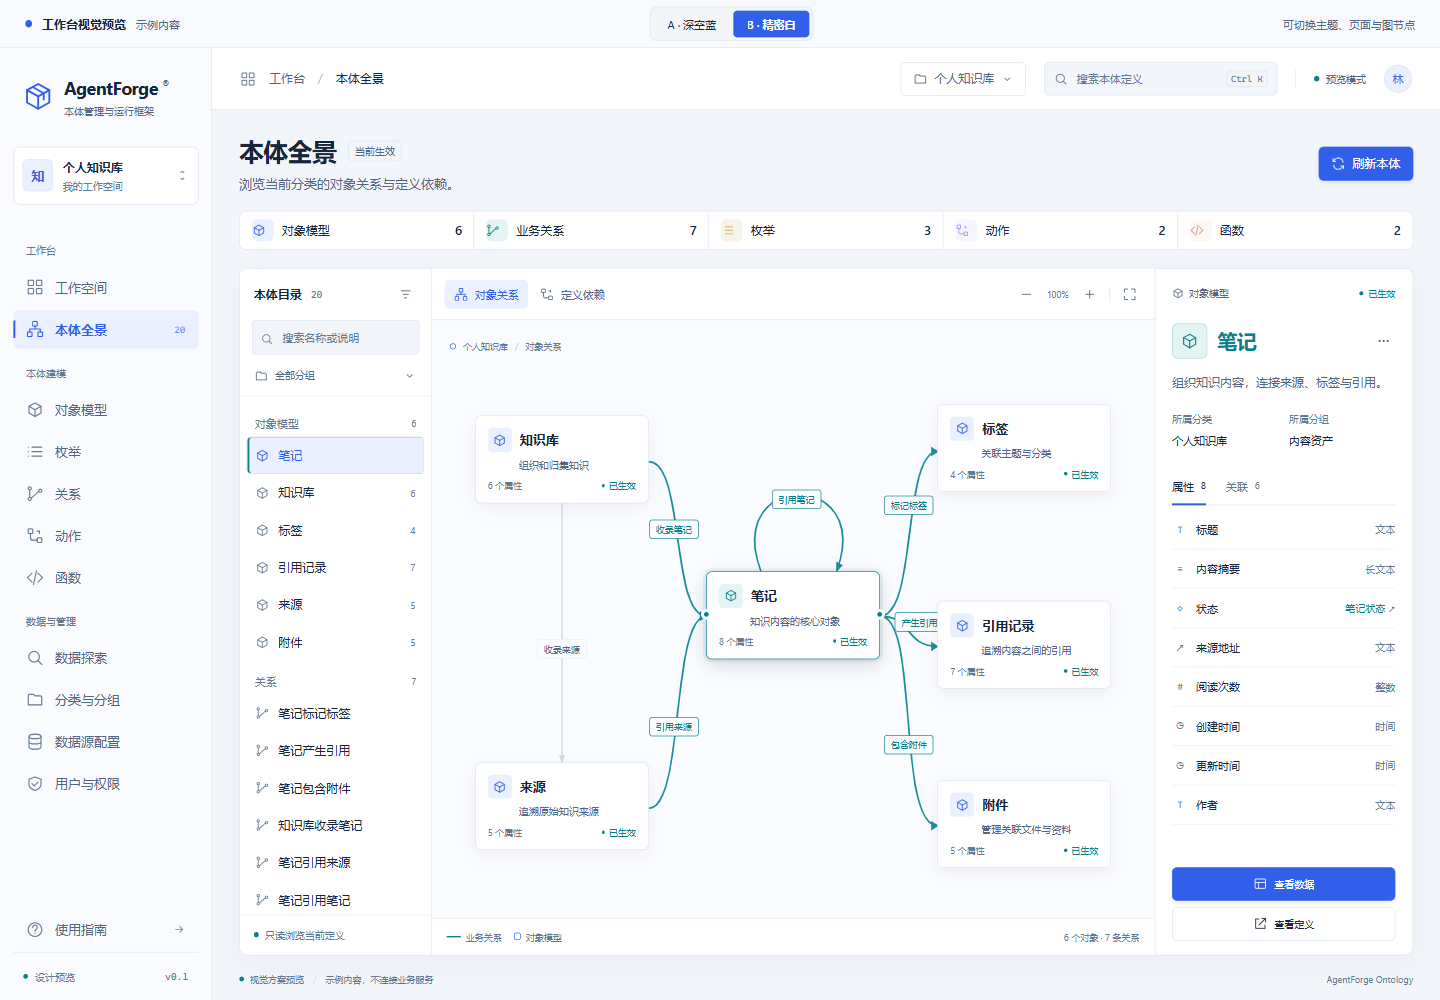 工作台视觉预览 示例内容
A · 深空蓝
B · 精密白
可切换主题、页面与图节点
AgentForge ®
本体管理与运行框架
知
个人知识库
我的工作空间
工作台
工作空间
本体全景 20
本体建模
对象模型
枚举
关系
动作
函数
数据与管理
数据探索
分类与分组
数据源配置
用户与权限
使用指南
设计预览 v0.1
工作台 / 本体全景
个人知识库
搜索本体定义 Ctrl K
预览模式
林
本体全景 当前生效
浏览当前分类的对象关系与定义依赖。
刷新本体
对象模型 6
业务关系 7
枚举 3
动作 2
函数 2
本体目录 20
搜索名称或说明
全部分组
对象模型 6
笔记
知识库 6
标签 4
引用记录 7
来源 5
附件 5
关系 7
笔记标记标签
笔记产生引用
笔记包含附件
知识库收录笔记
笔记引用来源
笔记引用笔记
只读浏览当前定义
对象关系
定义依赖
100%
个人知识库 / 对象关系
知识库
组织和归集知识
6 个属性 已生效
收录笔记
收录来源
引用来源
来源
追溯原始知识来源
5 个属性 已生效
引用笔记
笔记
知识内容的核心对象
8 个属性 已生效
标记标签
产生引用
包含附件
标签
关联主题与分类
4 个属性 已生效
引用记录
追溯内容之间的引用
7 个属性 已生效
附件
管理关联文件与资料
5 个属性 已生效
业务关系 对象模型
6 个对象 · 7 条关系
对象模型 已生效
笔记
组织知识内容，连接来源、标签与引用。
所属分类 所属分组
个人知识库 内容资产
属性 8 关联 6
T 标题 文本
≡ 内容摘要 长文本
◇ 状态 笔记状态 ↗
↗ 来源地址 文本
# 阅读次数 整数
创建时间 时间
更新时间 时间
T 作者 文本
查看数据
查看定义
视觉方案预览 / 示例内容，不连接业务服务
AgentForge Ontology